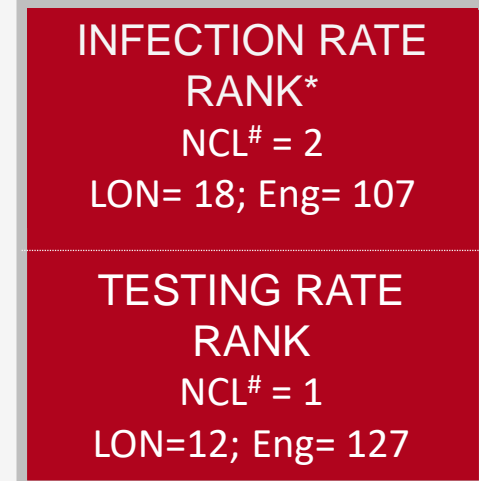 INFECTION RATE
RANK*
NCL# = 2
LON= 18; Eng= 107
TESTING RATE
RANK
NCL# = 1
LON=12; Eng= 127